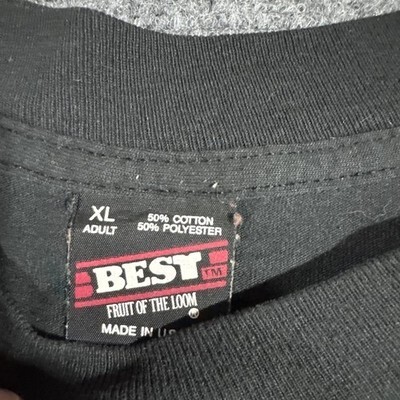 XL
ADULT
50% COTTON
50% POLYESTER
BEST TM
FRUIT OF THE LOOM
MADE IN U.S